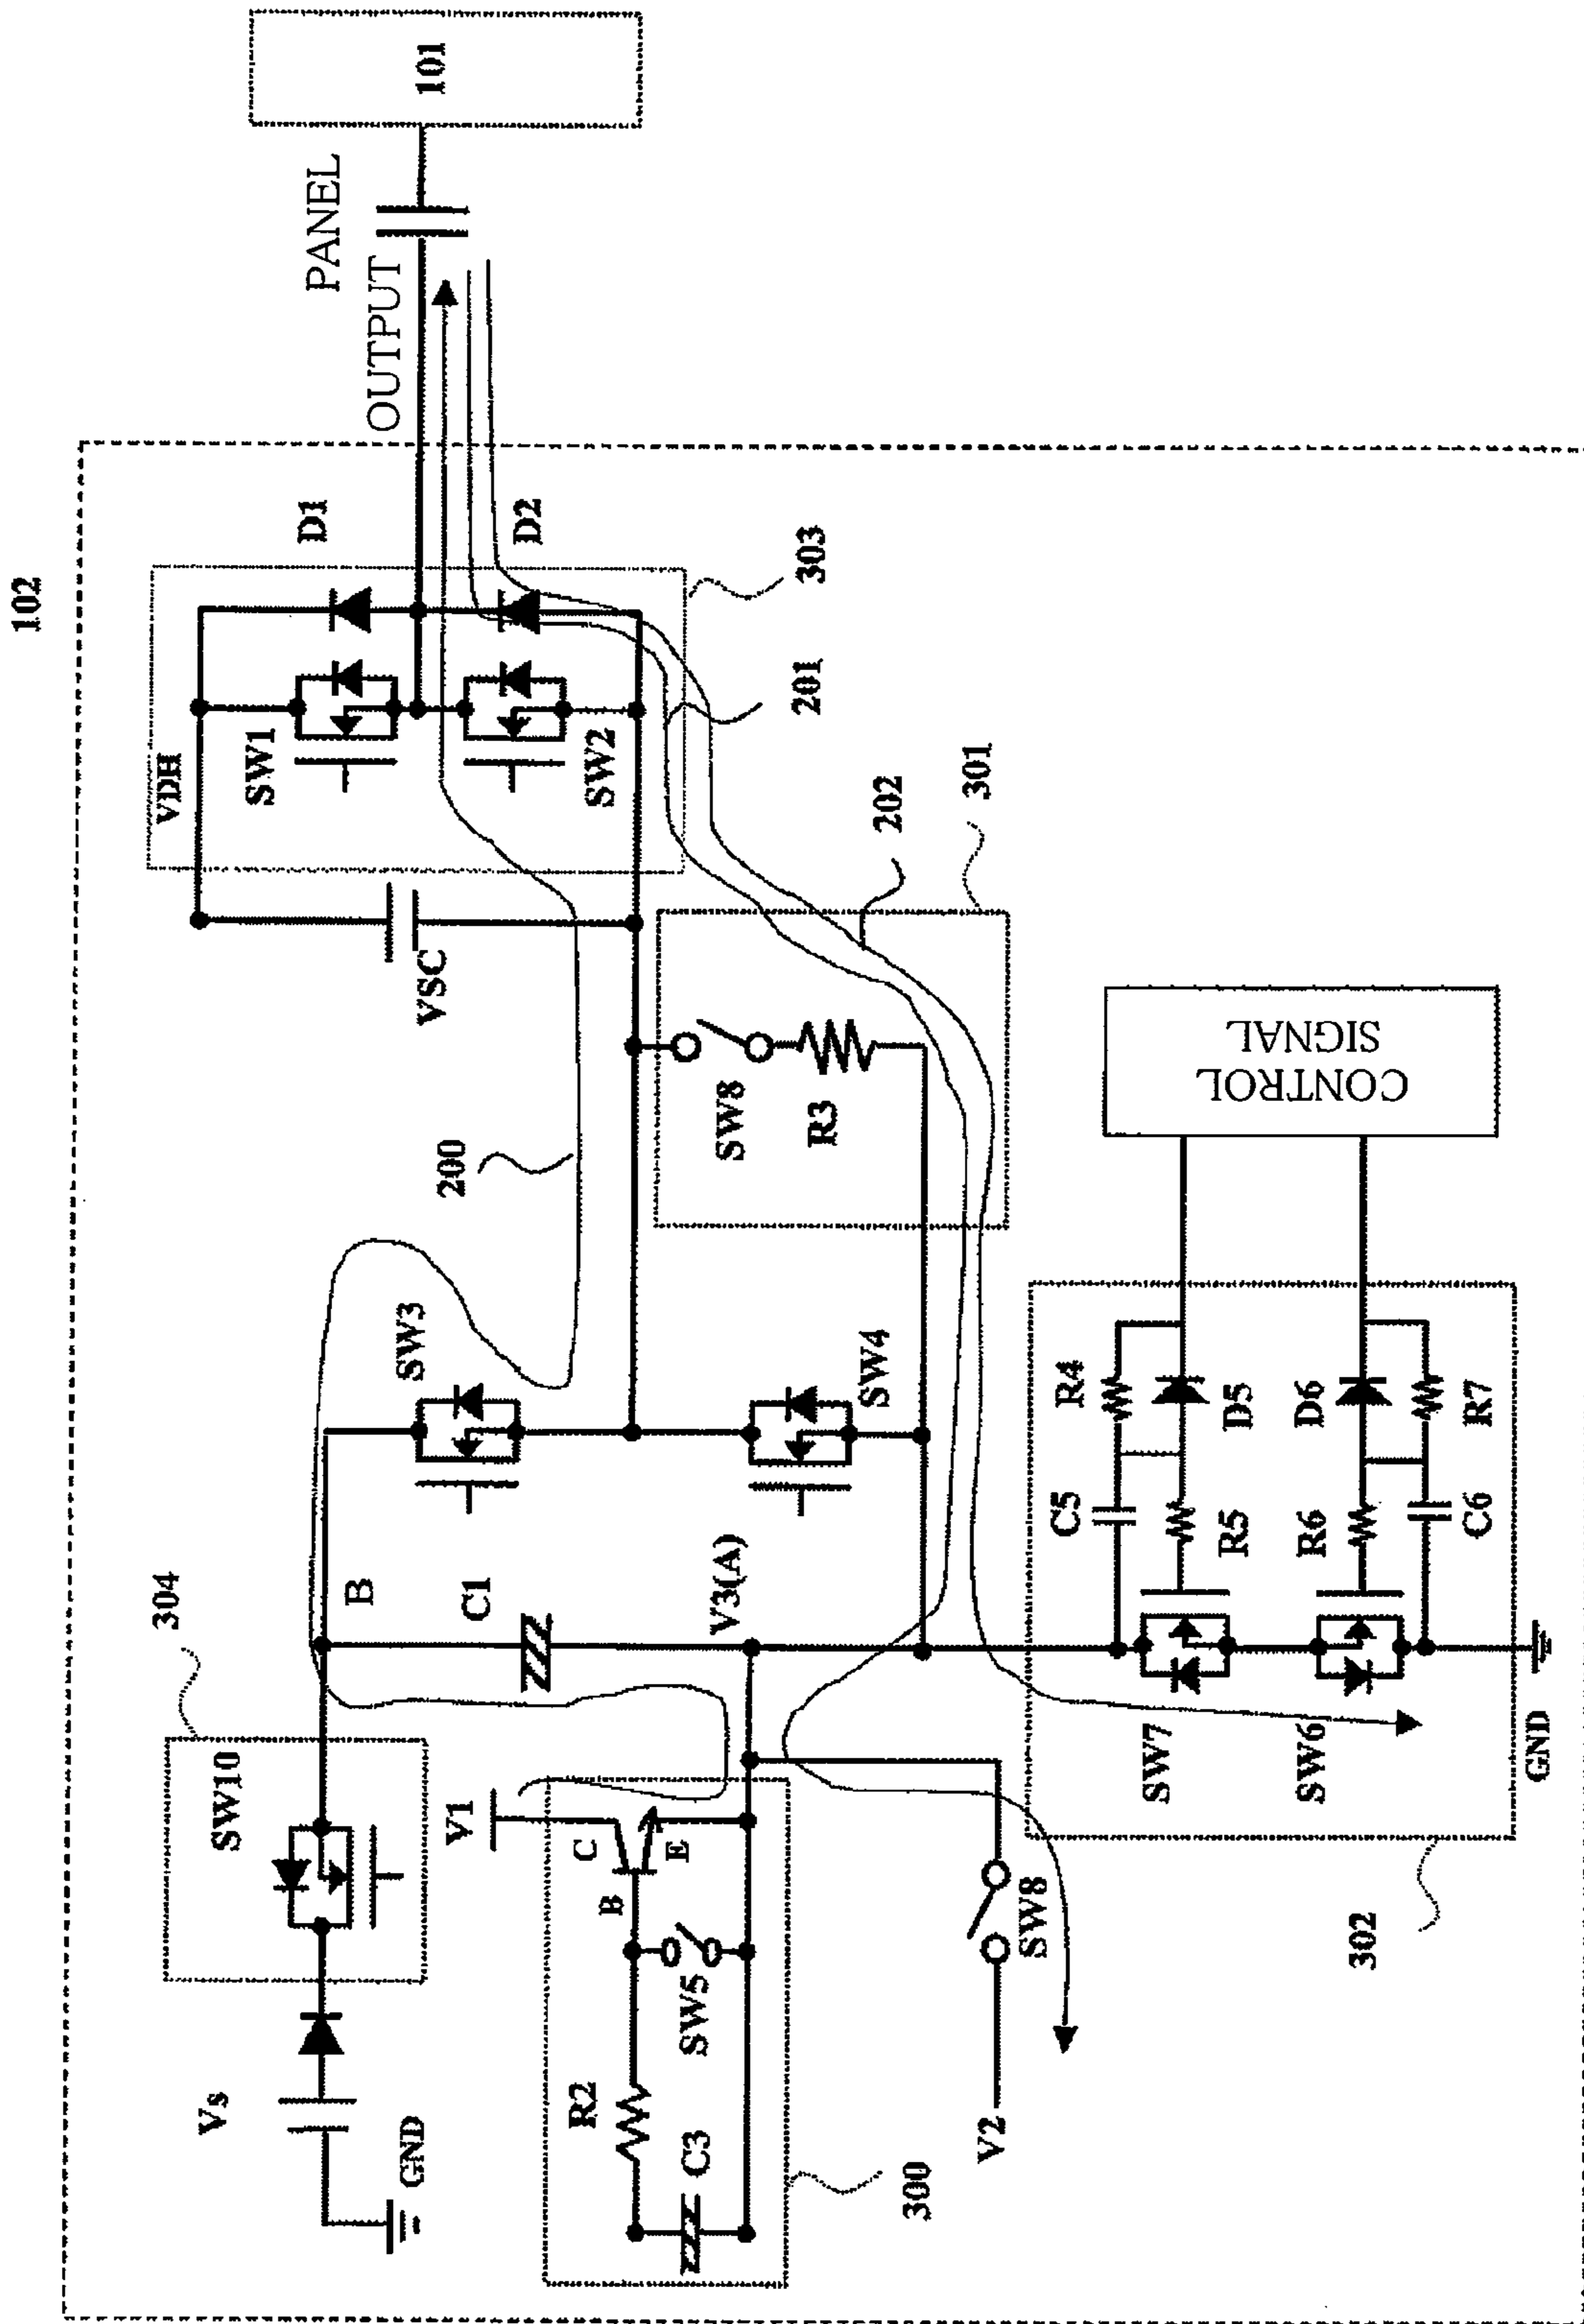 102
101
PANEL
OUTPUT
D1
D2
303
VDH
SW1
SW2
201
VSC
202
301
SW8
R3
200
CONTROL
SIGNAL
SW3
SW4
R4
D5
D6
R7
304
B
C1
V3(A)
C5
R5
R6
C6
SW10
V1
C
E
B
SW7
SW6
GND
Vs
GND
R2
SW5
C3
300
SW8
V2
302